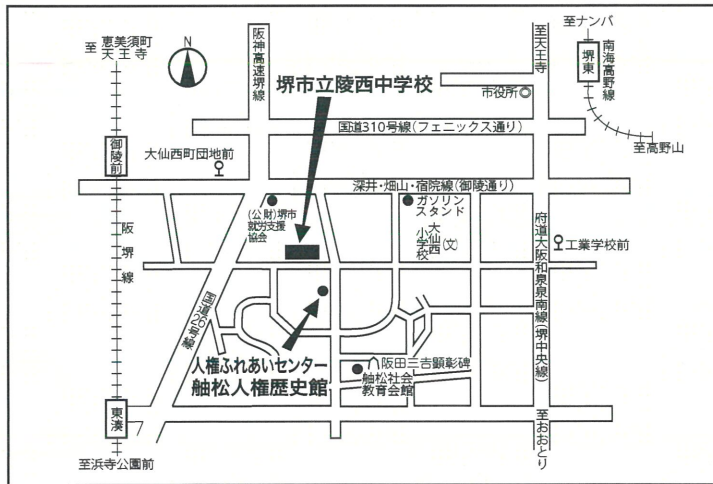 至
恵美須町
天王寺
N
阪神高速堺線
堺市立陵西中学校
至天王寺
至ナンバ
堺東
南海高野線
市役所
国道310号線(フェニックス通り)
至高野山
御陵前
大仙西町団地前
深井・畑山・宿院線(御陵通り)
(公財)堺市
就労支援
協会
ガソリン
スタンド
大仙西
小学校
(文)
府道大阪和泉泉南線(堺中央線)
工業学校前
阪堺線
国道26号線
人権ふれあいセンター
舳松人権歴史館
阪田三吉顕彰碑
舳松社会
教育会館
東湊
至浜寺公園前
至おおとり